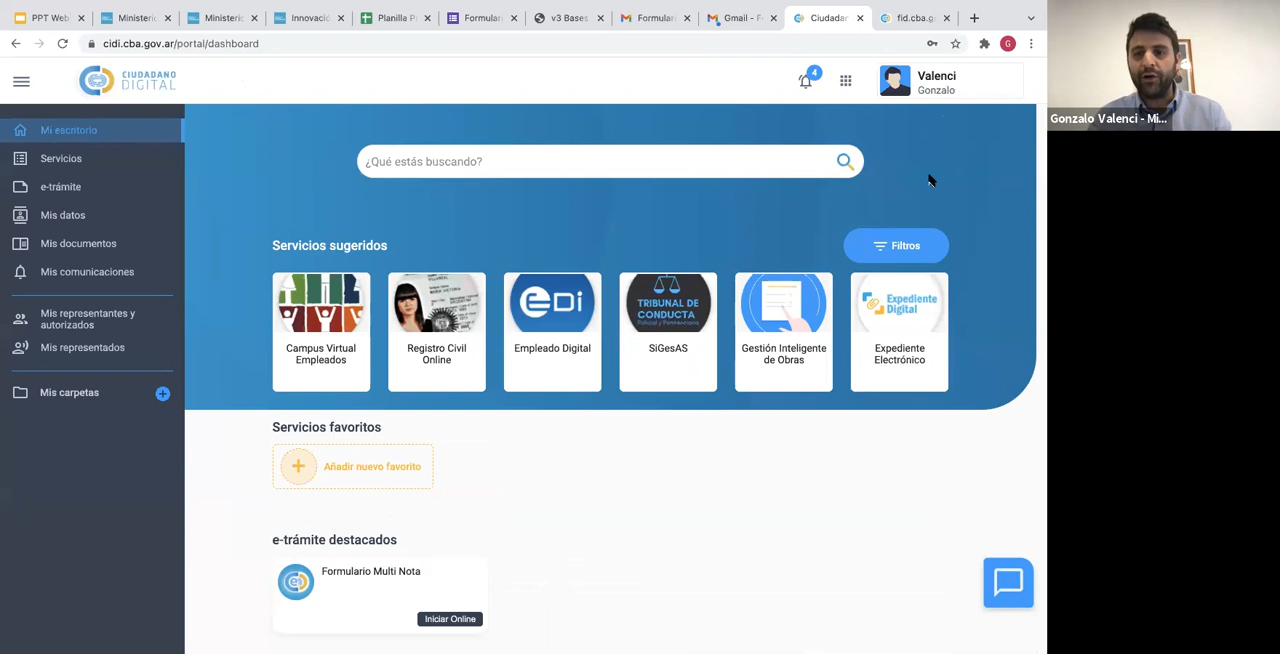 PPT Web
Ministerio
Ministerio
Innovació
Planilla P
Formular
v3 Bases
Formular
Gmail - F
Ciudadan
fid.cba.g
cidi.cba.gov.ar/portal/dashboard
G
CIUDADANO
DIGITAL
4
Valenci
Gonzalo
Gonzalo Valenci - Mi...
Mi escritorio
Servicios
e-trámite
Mis datos
Mis documentos
Mis comunicaciones
Mis representantes y
autorizados
Mis representados
Mis carpetas
¿Qué estás buscando?
Servicios sugeridos
Filtros
Campus Virtual
Empleados
Registro Civil
Online
eDi
Empleado Digital
TRIBUNAL DE
CONDUCTA
Policial y Penitenciario
SiGesAS
Gestión Inteligente
de Obras
Expediente
Digital
Expediente
Electrónico
Servicios favoritos
Añadir nuevo favorito
e-trámite destacados
Formulario Multi Nota
Iniciar Online